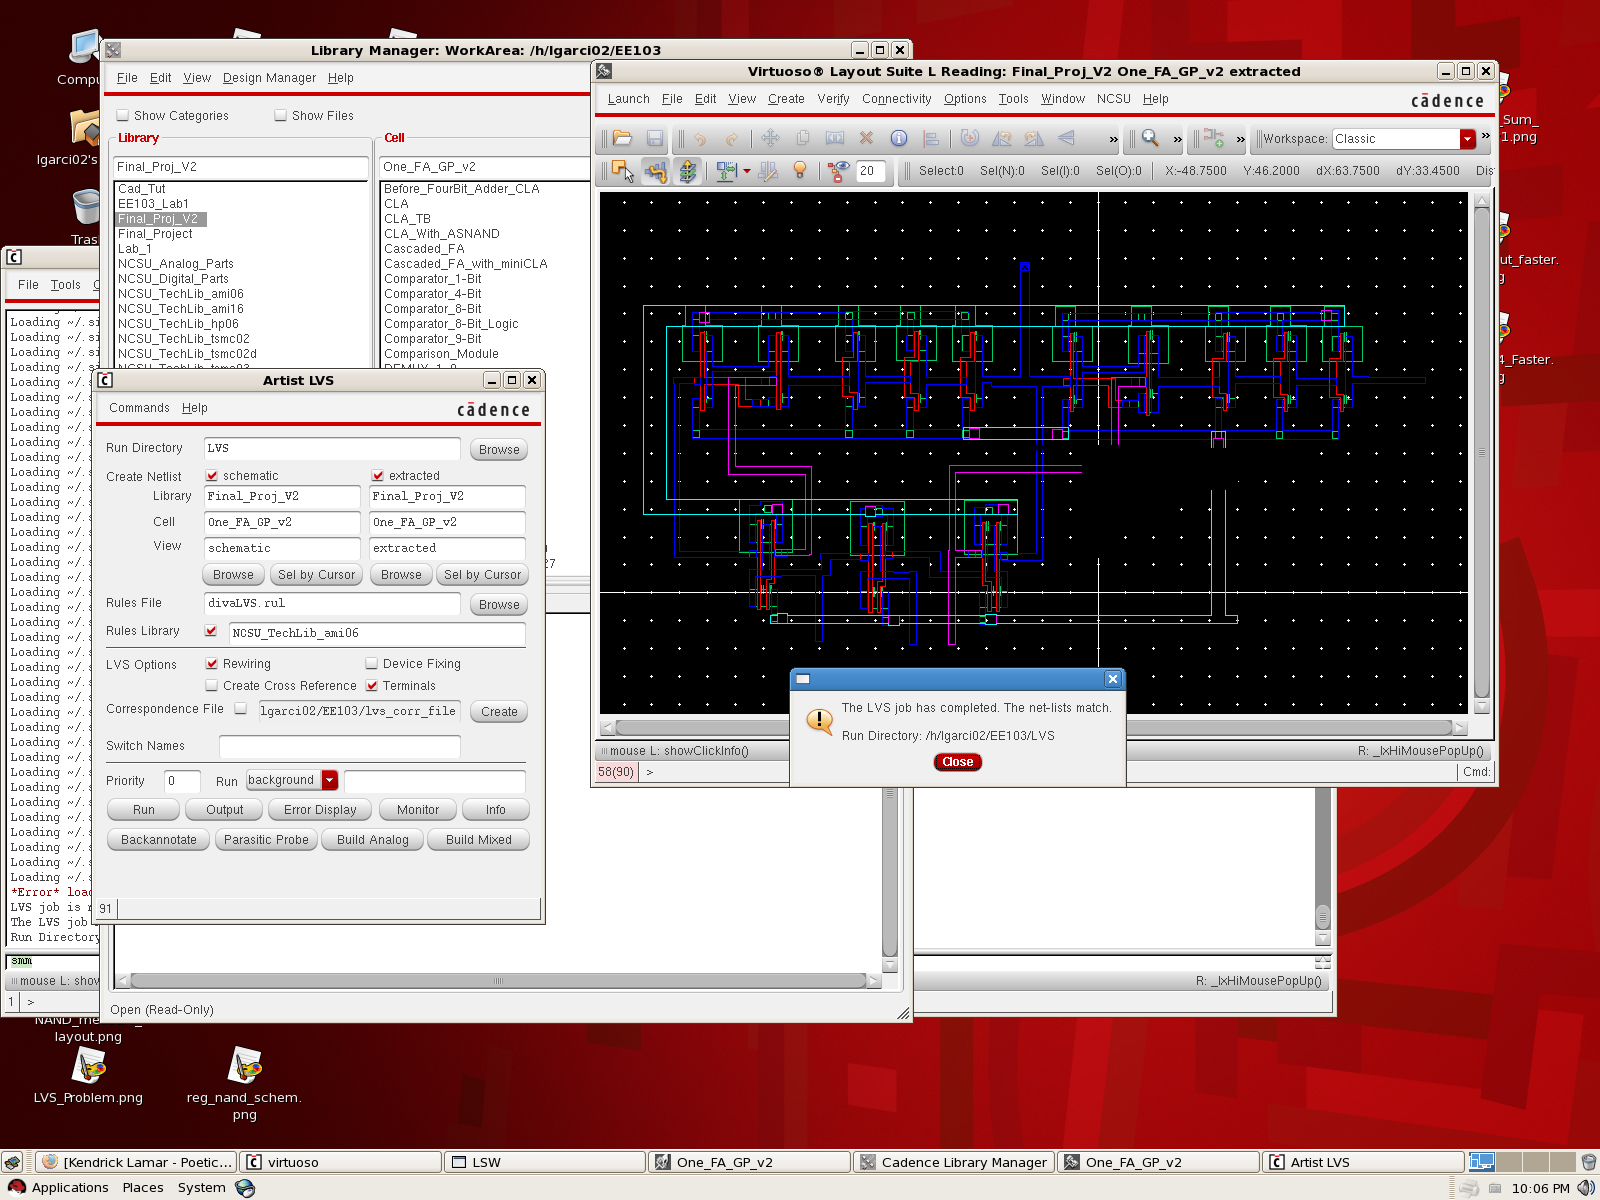 Library Manager: WorkArea: /h/lgarci02/EE103
File Edit View Design Manager Help
Show Categories
Show Files
Library
Cell
Final_Proj_V2
One_FA_GP_v2
Cad_Tut
EE103_Lab1
Final_Proj_V2
Final_Project
Lab_1
NCSU_Analog_Parts
NCSU_Digital_Parts
NCSU_TechLib_ami06
NCSU_TechLib_ami16
NCSU_TechLib_hp06
NCSU_TechLib_tsmc02
NCSU_TechLib_tsmc02d
Before_FourBit_Adder_CLA
CLA
CLA_TB
CLA_With_ASNAND
Cascaded_FA
Cascaded_FA_with_miniCLA
Comparator_1-Bit
Comparator_4-Bit
Comparator_8-Bit
Comparator_8-Bit_Logic
Comparator_9-Bit
Comparison_Module
Open (Read-Only)
Virtuoso® Layout Suite L Reading: Final_Proj_V2 One_FA_GP_v2 extracted
Launch File Edit View Create Verify Connectivity Options Tools Window NCSU Help
cādence
Workspace: Classic
20
Select:0 Sel(N):0 Sel(I):0 Sel(O):0 X:-48.7500 Y:46.2000 dX:63.7500 dY:33.4500 Dis
mouse L: showClickInfo()
R: _lxHiMousePopUp()
58(90) >
Cmd:
The LVS job has completed. The net-lists match.
Run Directory: /h/lgarci02/EE103/LVS
Close
Artist LVS
Commands Help
cādence
Run Directory LVS Browse
Create Netlist schematic extracted
Library Final_Proj_V2 Final_Proj_V2
Cell One_FA_GP_v2 One_FA_GP_v2
View schematic extracted
Browse Sel by Cursor Browse Sel by Cursor
Rules File divaLVS.rul Browse
Rules Library NCSU_TechLib_ami06
LVS Options Rewiring Device Fixing
Create Cross Reference Terminals
Correspondence File lgarci02/EE103/lvs_corr_file Create
Switch Names
Priority 0 Run background
Run Output Error Display Monitor Info
Backannotate Parasitic Probe Build Analog Build Mixed
91
File Tools
Loading ~/.s
*Error* load
LVS job is
The LVS job
Run Directory
smm
mouse L: show
R: _lxHiMousePopUp()
1 >
27
Compu
lgarci02's
Tras
_Sum_
1.png
ut_faster.
g
4_Faster.
g
layout.png
LVS_Problem.png
reg_nand_schem.
png
[Kendrick Lamar - Poetic...
virtuoso
LSW
One_FA_GP_v2
Cadence Library Manager
One_FA_GP_v2
Artist LVS
Applications Places System
10:06 PM